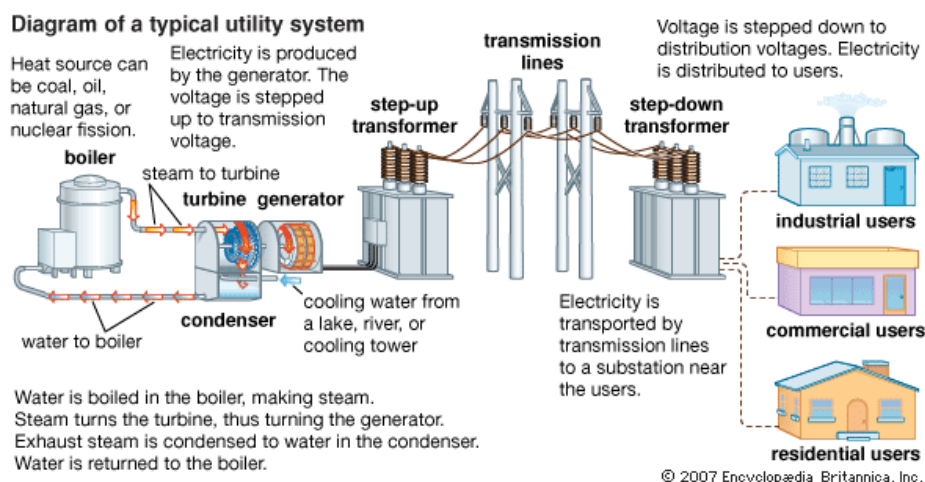 Diagram of a typical utility system
Heat source can
be coal, oil,
natural gas, or
nuclear fission.
Electricity is produced
by the generator. The
voltage is stepped
up to transmission
voltage.
boiler
steam to turbine
turbine
generator
condenser
water to boiler
cooling water from
a lake, river, or
cooling tower
step-up
transformer
transmission
lines
step-down
transformer
Voltage is stepped down to
distribution voltages. Electricity
is distributed to users.
Electricity is
transported by
transmission lines
to a substation near
the users.
industrial users
commercial users
residential users
Water is boiled in the boiler, making steam.
Steam turns the turbine, thus turning the generator.
Exhaust steam is condensed to water in the condenser.
Water is returned to the boiler.
© 2007 Encyclopædia Britannica, Inc.